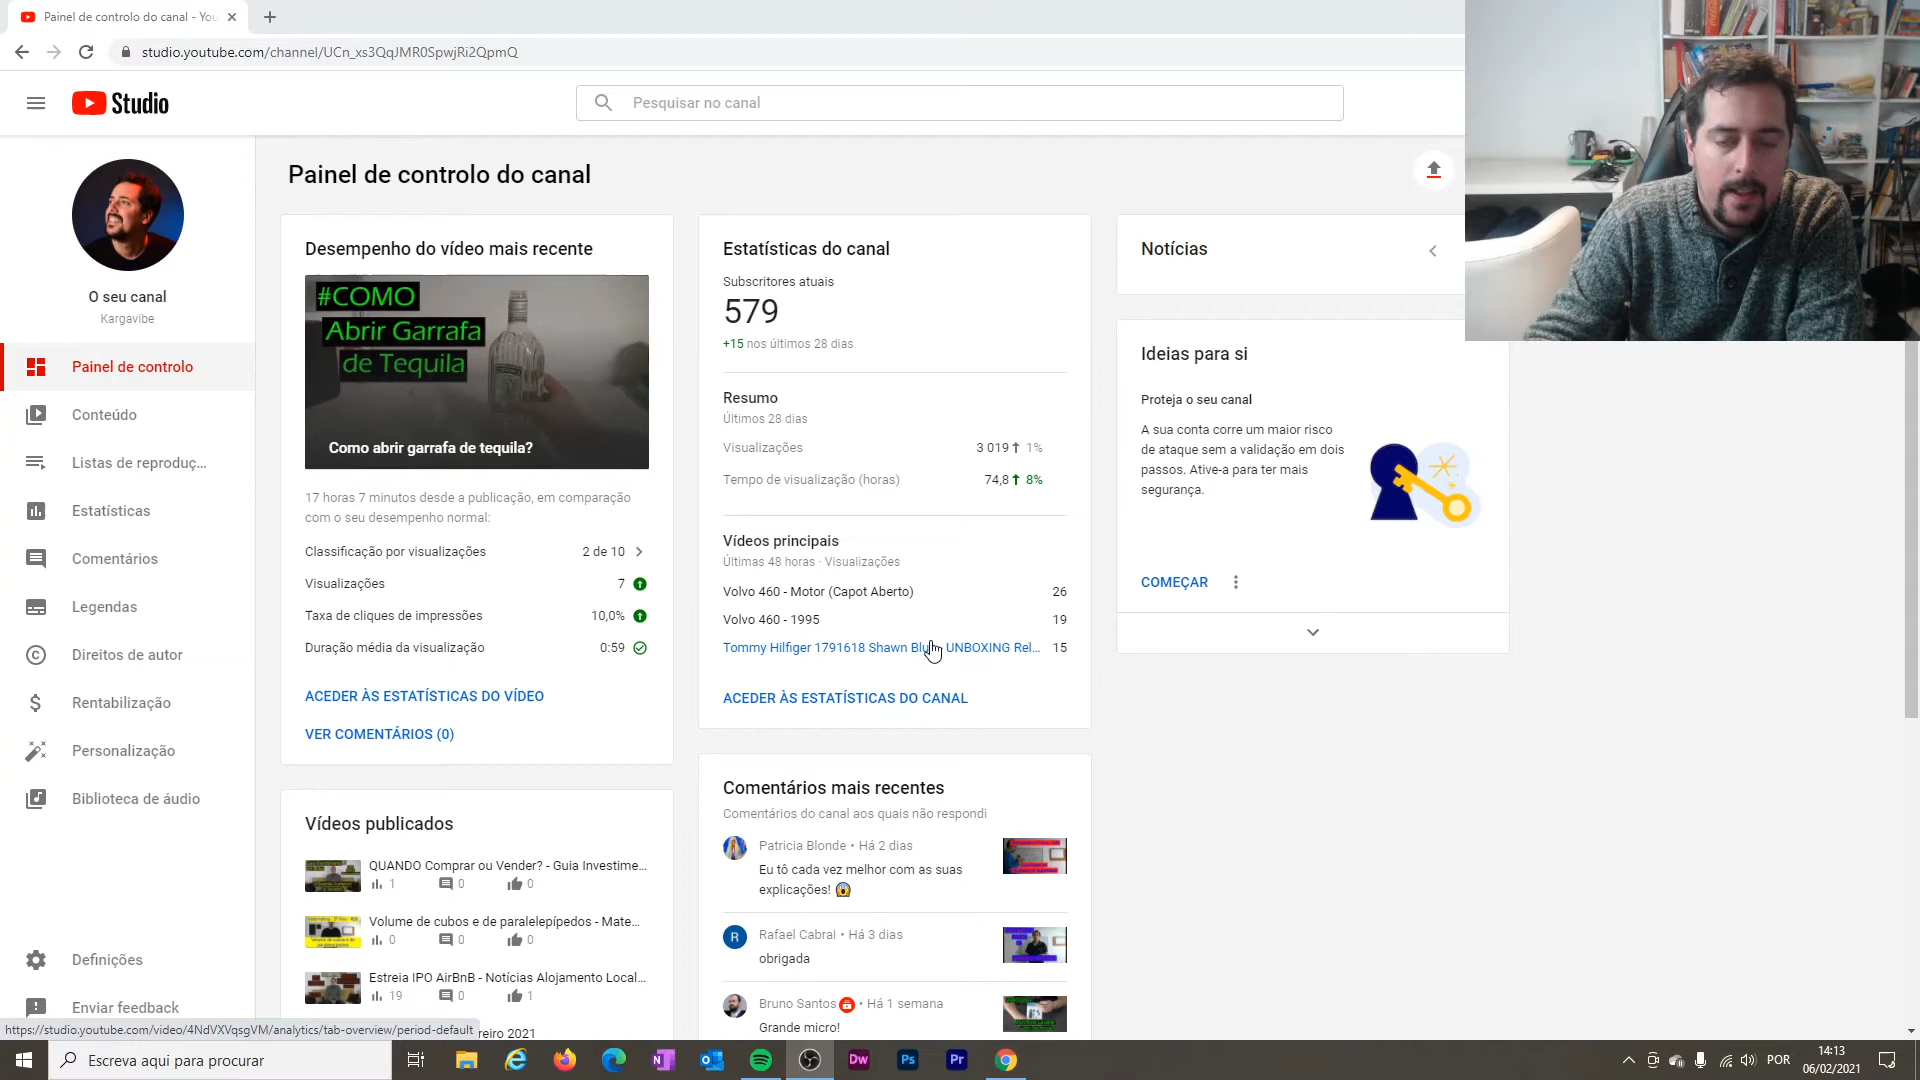 Painel de controlo do canal - You
studio.youtube.com/channel/UCn_xs3QqJMR0SpwjRi2QpmQ
Studio
Pesquisar no canal
O seu canal
Kargavibe
Painel de controlo
Conteúdo
Listas de reproduç...
Estatísticas
Comentários
Legendas
Direitos de autor
Rentabilização
Personalização
Biblioteca de áudio
Definições
Enviar feedback
Painel de controlo do canal
Desempenho do vídeo mais recente
#COMO
Abrir Garrafa
de Tequila
Como abrir garrafa de tequila?
17 horas 7 minutos desde a publicação, em comparação
com o seu desempenho normal:
Classificação por visualizações 2 de 10
Visualizações 7
Taxa de cliques de impressões 10,0%
Duração média da visualização 0:59
ACEDER ÀS ESTATÍSTICAS DO VÍDEO
VER COMENTÁRIOS (0)
Vídeos publicados
QUANDO Comprar ou Vender? - Guia Investime...
1 0 0
Volume de cubos e de paralelepípedos - Mate...
0 0 0
Estreia IPO AirBnB - Notícias Alojamento Local...
19 0 1
reiro 2021
Estatísticas do canal
Subscritores atuais
579
+15 nos últimos 28 dias
Resumo
Últimos 28 dias
Visualizações 3 019 1%
Tempo de visualização (horas) 74,8 8%
Vídeos principais
Últimas 48 horas · Visualizações
Volvo 460 - Motor (Capot Aberto) 26
Volvo 460 - 1995 19
Tommy Hilfiger 1791618 Shawn UNBOXING Rel... 15
ACEDER ÀS ESTATÍSTICAS DO CANAL
Comentários mais recentes
Comentários do canal aos quais não respondi
Patricia Blonde • Há 2 dias
Eu tô cada vez melhor com as suas
explicações! 😱
R
Rafael Cabral • Há 3 dias
obrigada
Bruno Santos • Há 1 semana
Grande micro!
Notícias
Ideias para si
Proteja o seu canal
A sua conta corre um maior risco
de ataque sem a validação em dois
passos. Ative-a para ter mais
segurança.
COMEÇAR
https://studio.youtube.com/video/4NdVXVqsgVM/analytics/tab-overview/period-default
Escreva aqui para procurar
Dw
Ps
Pr
POR
14:13
06/02/2021